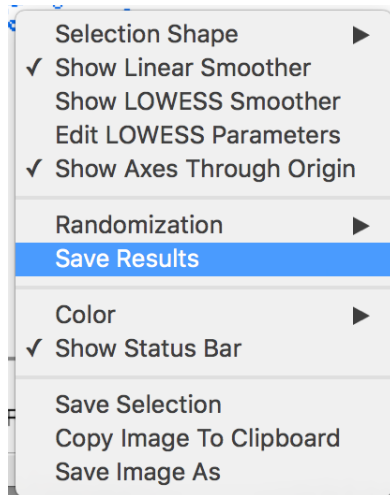 Selection Shape ▶
✓ Show Linear Smoother
Show LOWESS Smoother
Edit LOWESS Parameters
✓ Show Axes Through Origin
Randomization ▶
Save Results
Color ▶
✓ Show Status Bar
Save Selection
Copy Image To Clipboard
Save Image As